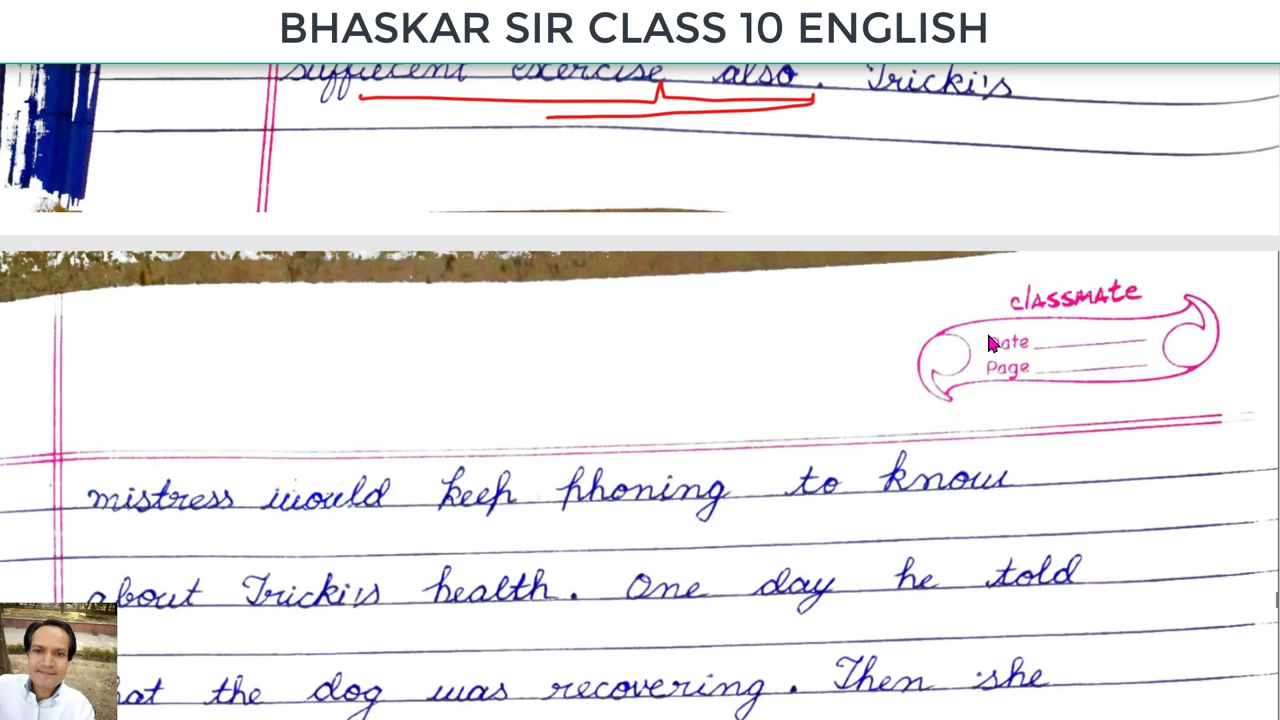 BHASKAR SIR CLASS 10 ENGLISH
sufficent exercise also. Tricki's
classmate
Date
Page
mistress would keep phoning to know
about Tricki's health. One day he told
hat the dog was recovering. Then she